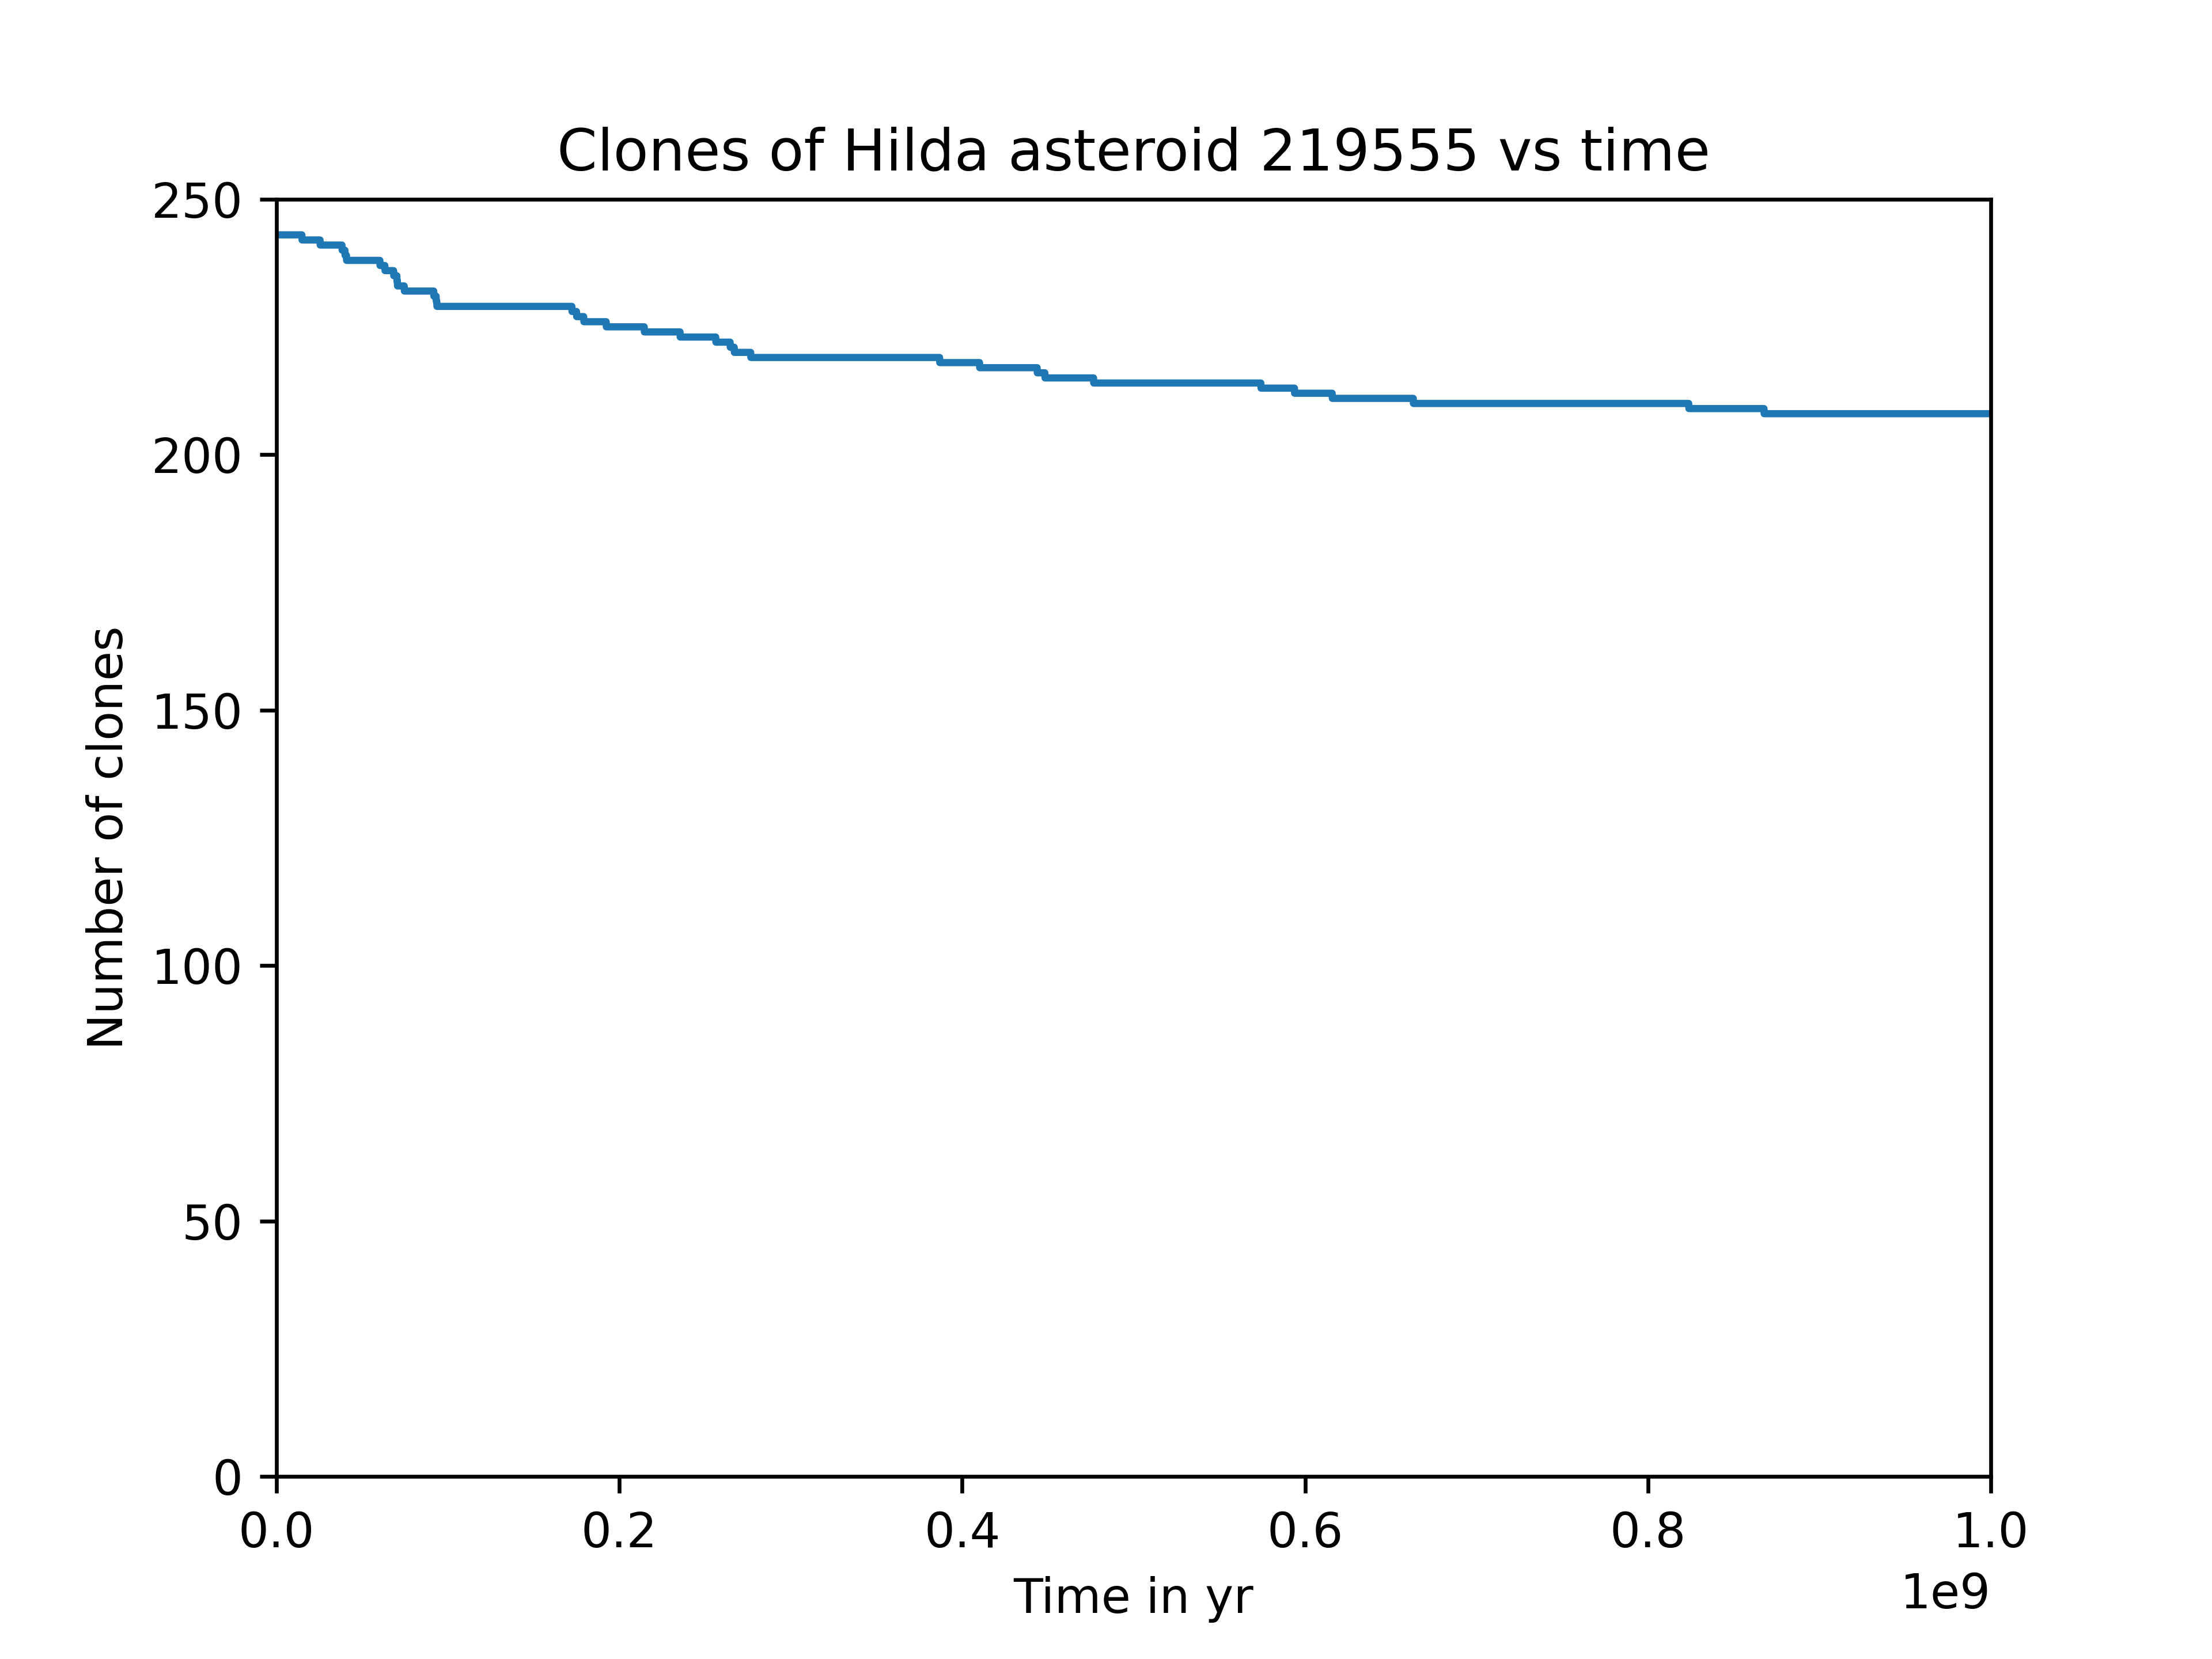 Clones of Hilda asteroid 219555 vs time
250
200
150
100
50
0
Number of clones
0.0 0.2 0.4 0.6 0.8 1.0
Time in yr
1e9